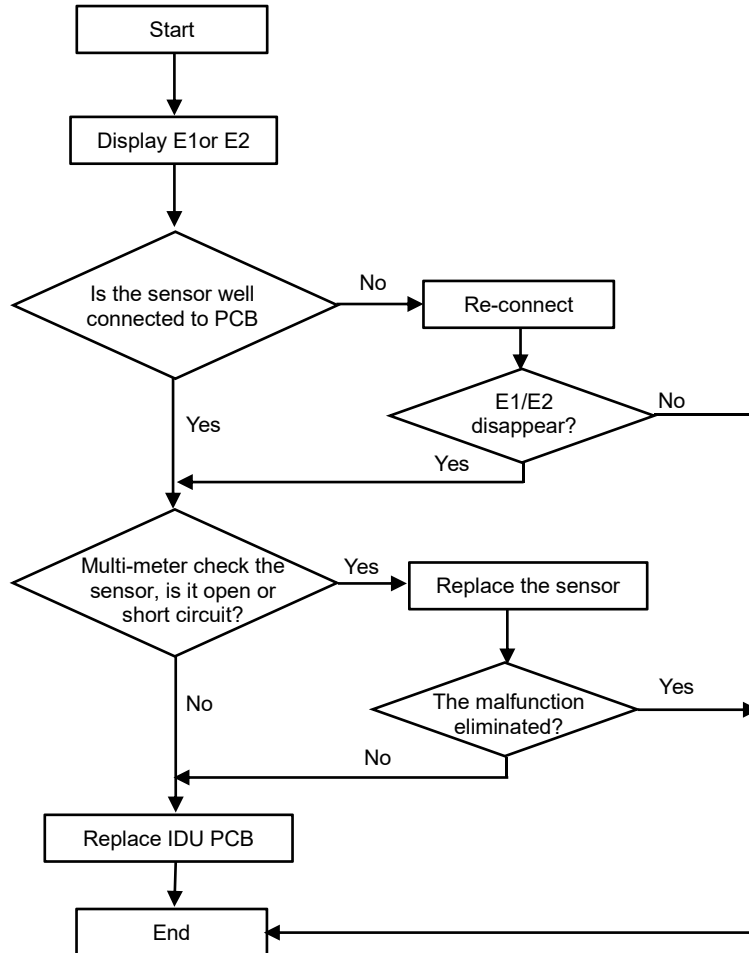 Start
Display E1or E2
Is the sensor well
connected to PCB
No
Re-connect
E1/E2
disappear?
No
Yes
Yes
Multi-meter check the
sensor, is it open or
short circuit?
Yes
Replace the sensor
The malfunction
eliminated?
Yes
No
No
Replace IDU PCB
End